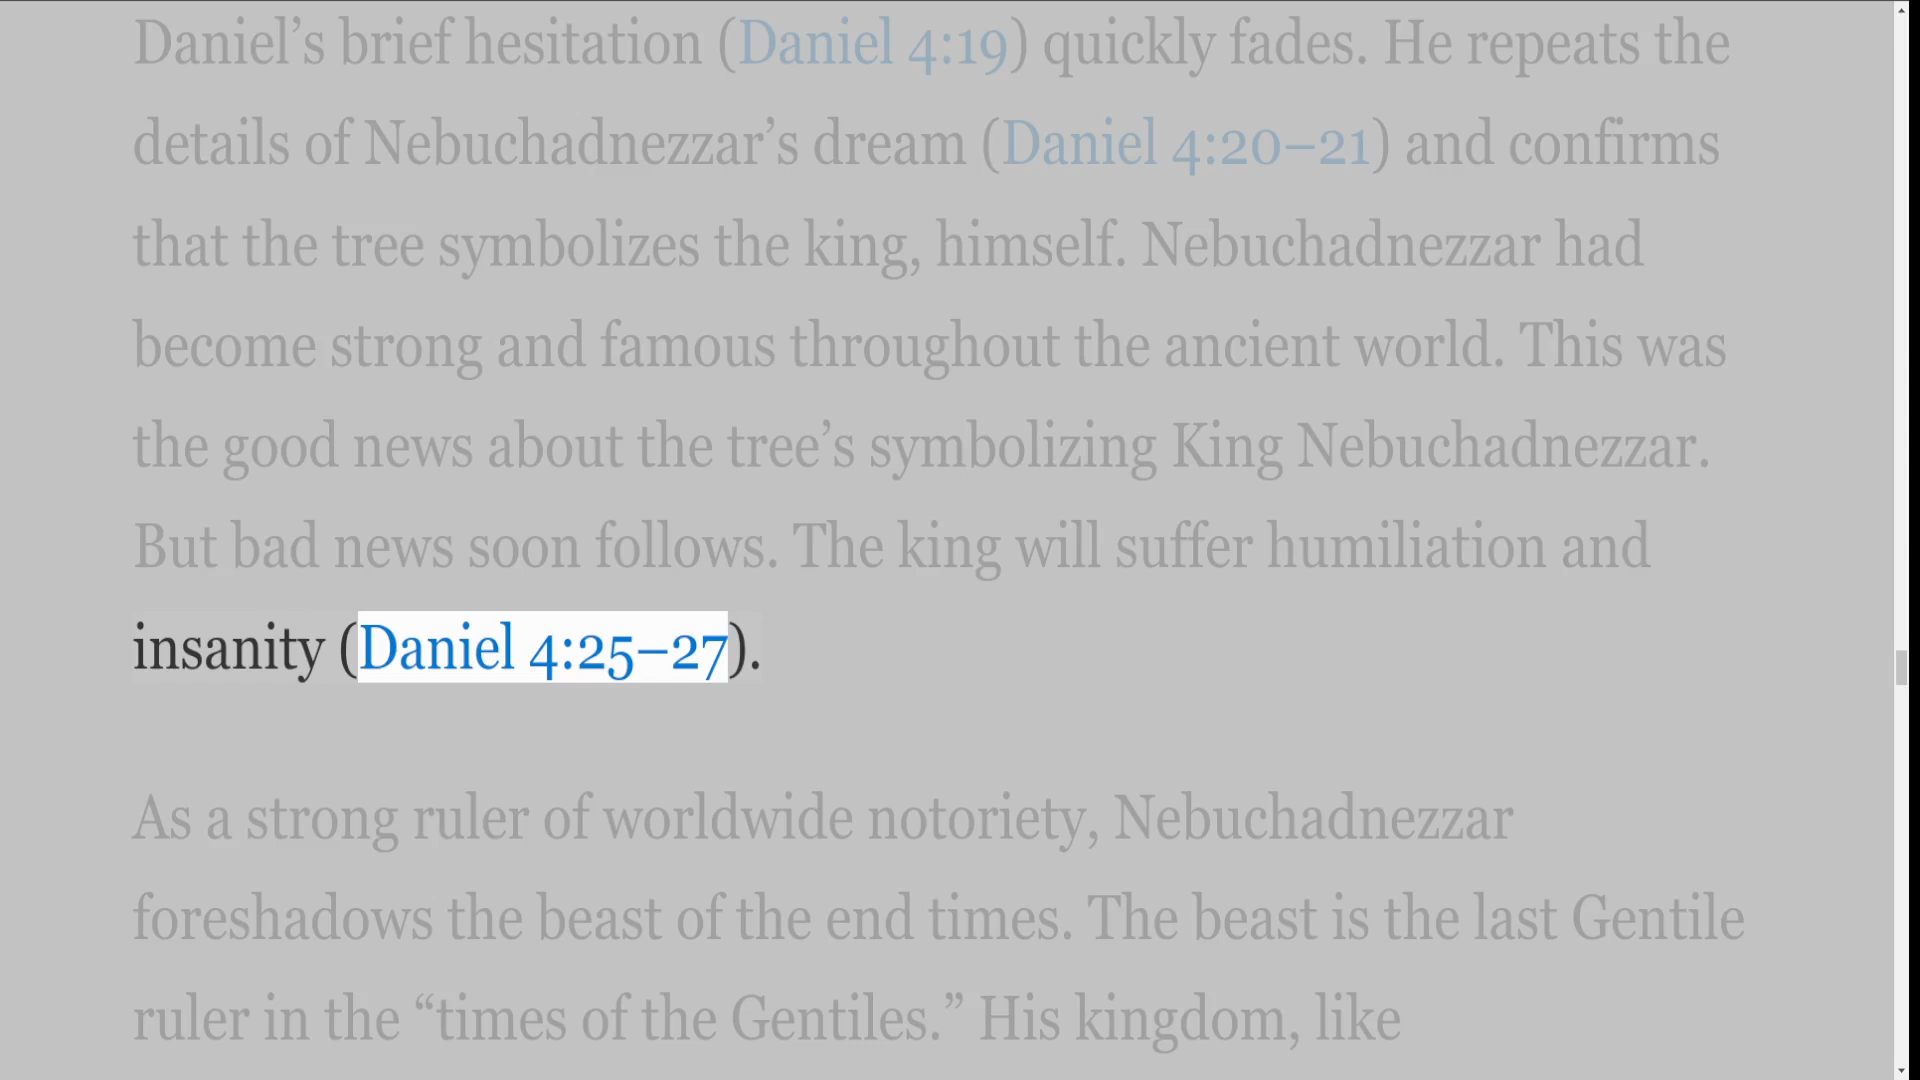 Daniel’s brief hesitation (Daniel 4:19) quickly fades. He repeats the
details of Nebuchadnezzar’s dream (Daniel 4:20–21) and confirms
that the tree symbolizes the king, himself. Nebuchadnezzar had
become strong and famous throughout the ancient world. This was
the good news about the tree’s symbolizing King Nebuchadnezzar.
But bad news soon follows. The king will suffer humiliation and
insanity (Daniel 4:25–27).
As a strong ruler of worldwide notoriety, Nebuchadnezzar
foreshadows the beast of the end times. The beast is the last Gentile
ruler in the “times of the Gentiles.” His kingdom, like